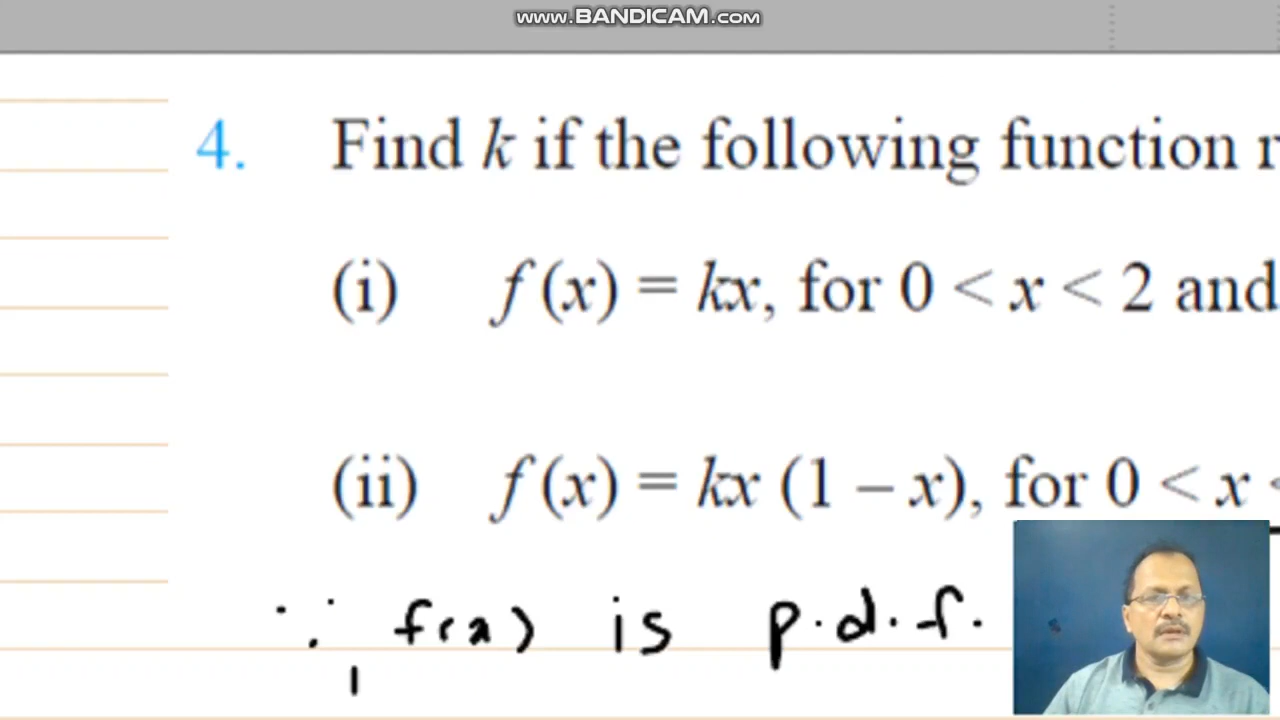 www.BANDICAM.com
4. Find k if the following function
(i) f (x) = kx, for 0 < x < 2 and
(ii) f (x) = kx (1 – x), for 0 < x
∵ f(x) is p.d.f.